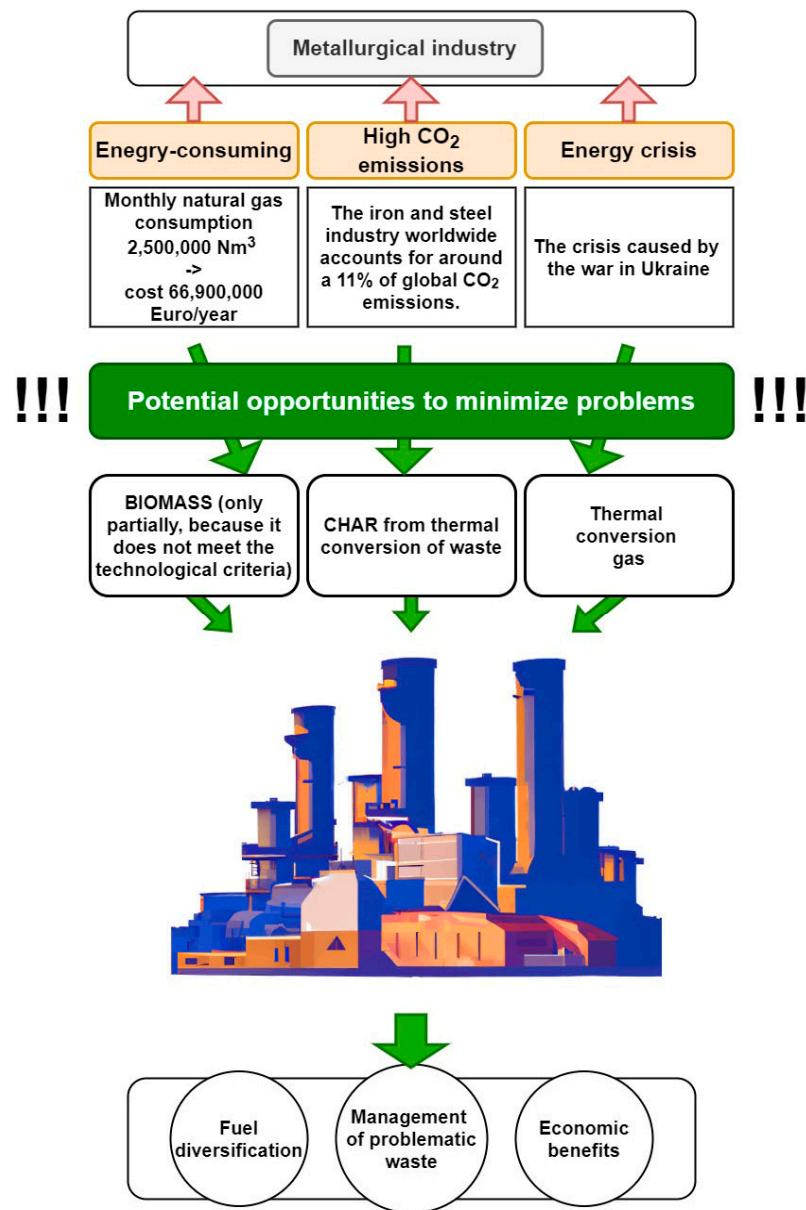 Metallurgical industry
Enegry-consuming
High CO₂
emissions
Energy crisis
Monthly natural gas
consumption
2,500,000 Nm³
->
cost 66,900,000
Euro/year
The iron and steel
industry worldwide
accounts for around
a 11% of global CO₂
emissions.
The crisis caused by
the war in Ukraine
!!!
Potential opportunities to minimize problems
!!!
BIOMASS (only
partially, because it
does not meet the
technological criteria)
CHAR from thermal
conversion of waste
Thermal
conversion
gas
Fuel
diversification
Management
of problematic
waste
Economic
benefits